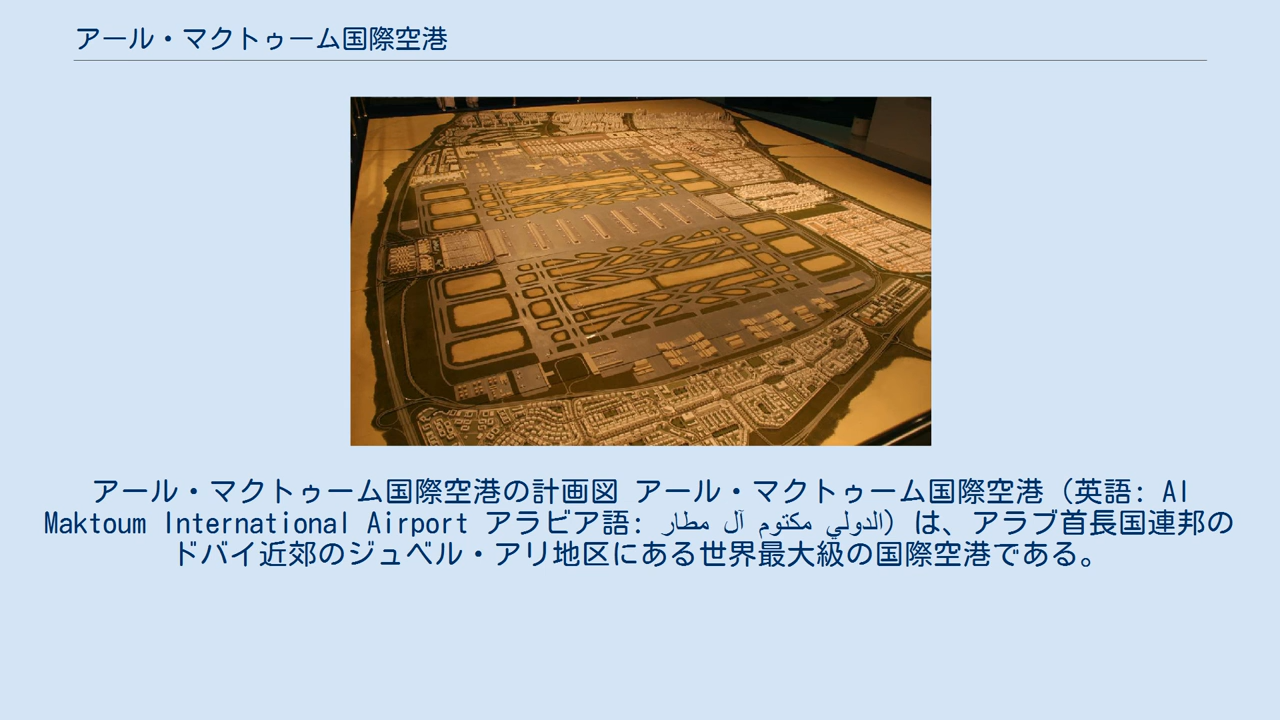 アール・マクトゥーム国際空港
アール・マクトゥーム国際空港の計画図 アール・マクトゥーム国際空港（英語: Al
Maktoum International Airport アラビア語: مطار آل مكتوم الدولي）は、アラブ首長国連邦の
ドバイ近郊のジュベル・アリ地区にある世界最大級の国際空港である。